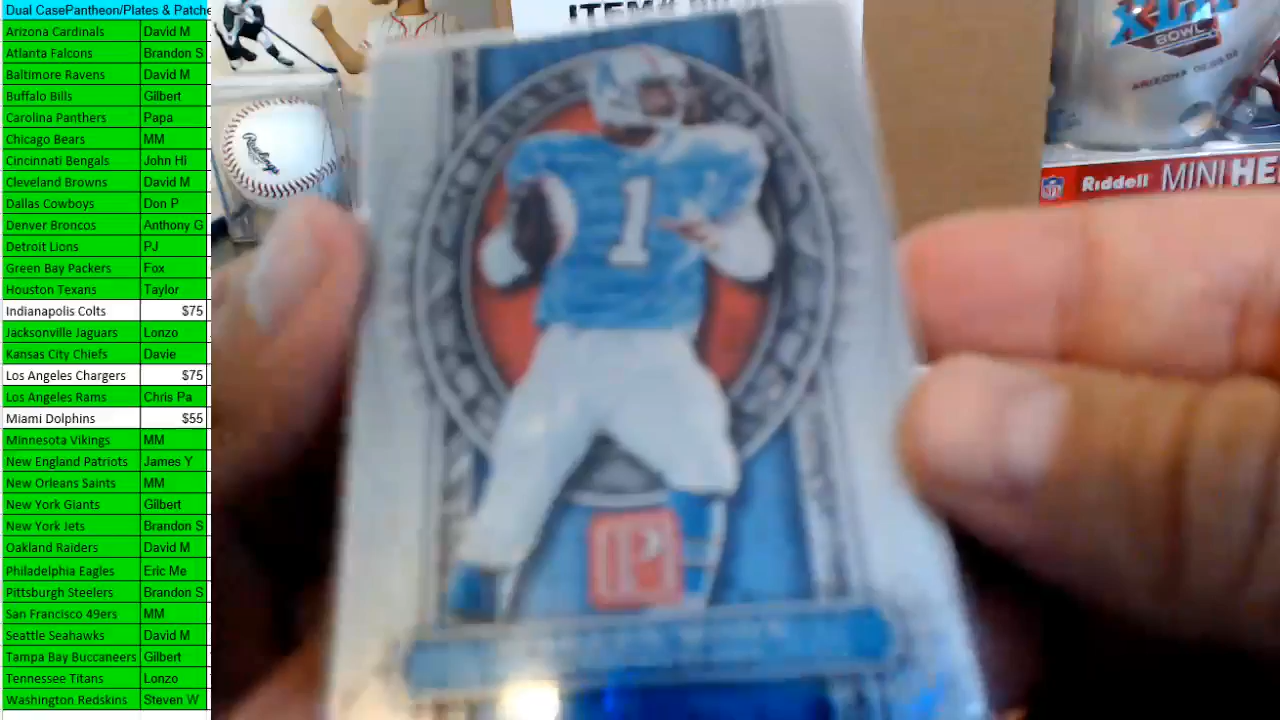 Dual CasePantheon/Plates & Patche
Arizona Cardinals David M
Atlanta Falcons Brandon S
Baltimore Ravens David M
Buffalo Bills Gilbert
Carolina Panthers Papa
Chicago Bears MM
Cincinnati Bengals John Hi
Cleveland Browns David M
Dallas Cowboys Don P
Denver Broncos Anthony G
Detroit Lions PJ
Green Bay Packers Fox
Houston Texans Taylor
Indianapolis Colts $75
Jacksonville Jaguars Lonzo
Kansas City Chiefs Davie
Los Angeles Chargers $75
Los Angeles Rams Chris Pa
Miami Dolphins $55
Minnesota Vikings MM
New England Patriots James Y
New Orleans Saints MM
New York Giants Gilbert
New York Jets Brandon S
Oakland Raiders David M
Philadelphia Eagles Eric Me
Pittsburgh Steelers Brandon S
San Francisco 49ers MM
Seattle Seahawks David M
Tampa Bay Buccaneers Gilbert
Tennessee Titans Lonzo
Washington Redskins Steven W
Rawlings
1
XLII
BOWL
ARIZONA
NFL
Riddell MINI HE